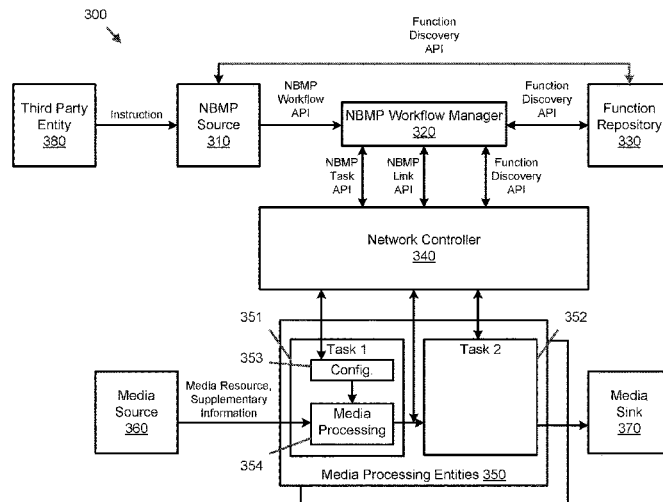 300
Function
Discovery
API
Third Party
Entity
380
Instruction
NBMP
Source
310
NBMP
Workflow
API
NBMP Workflow Manager
320
Function
Discovery
API
Function
Repository
330
NBMP
Task
API
NBMP
Link
API
Function
Discovery
API
Network Controller
340
351
352
353
Task 1
Config.
Task 2
Media
Source
360
Media Resource,
Supplementary
Information
Media
Processing
354
Media
Sink
370
Media Processing Entities 350